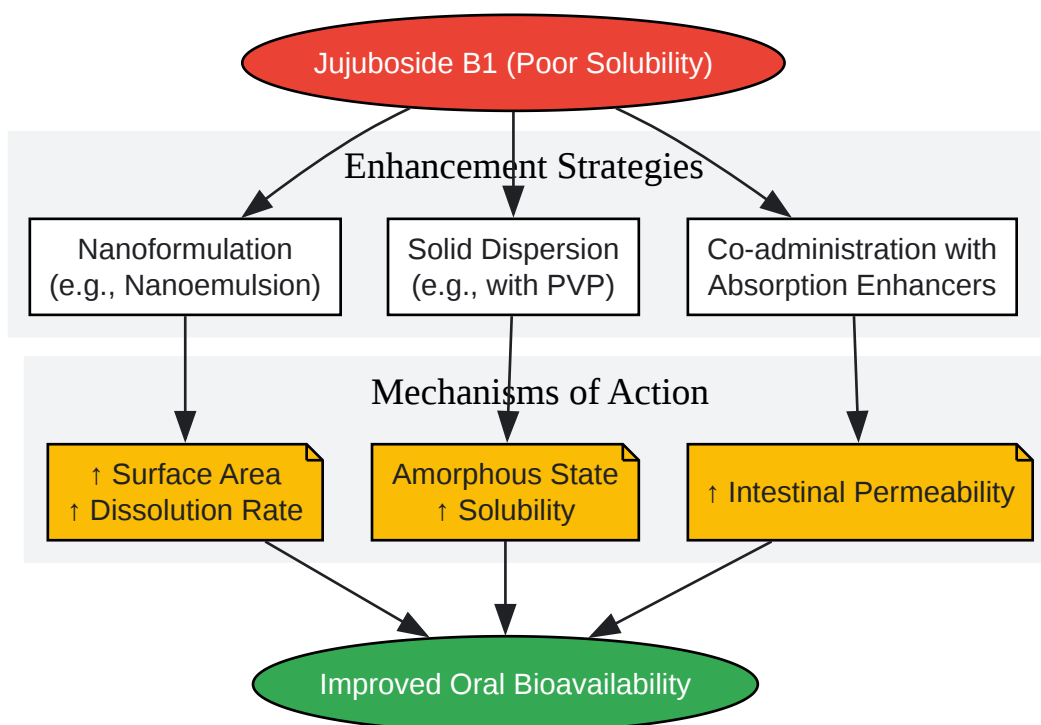 Jujuboside B1 (Poor Solubility)
Enhancement Strategies
Nanoformulation
(e.g., Nanoemulsion)
Solid Dispersion
(e.g., with PVP)
Co-administration with
Absorption Enhancers
Mechanisms of Action
↑ Surface Area
↑ Dissolution Rate
Amorphous State
↑ Solubility
↑ Intestinal Permeability
Improved Oral Bioavailability